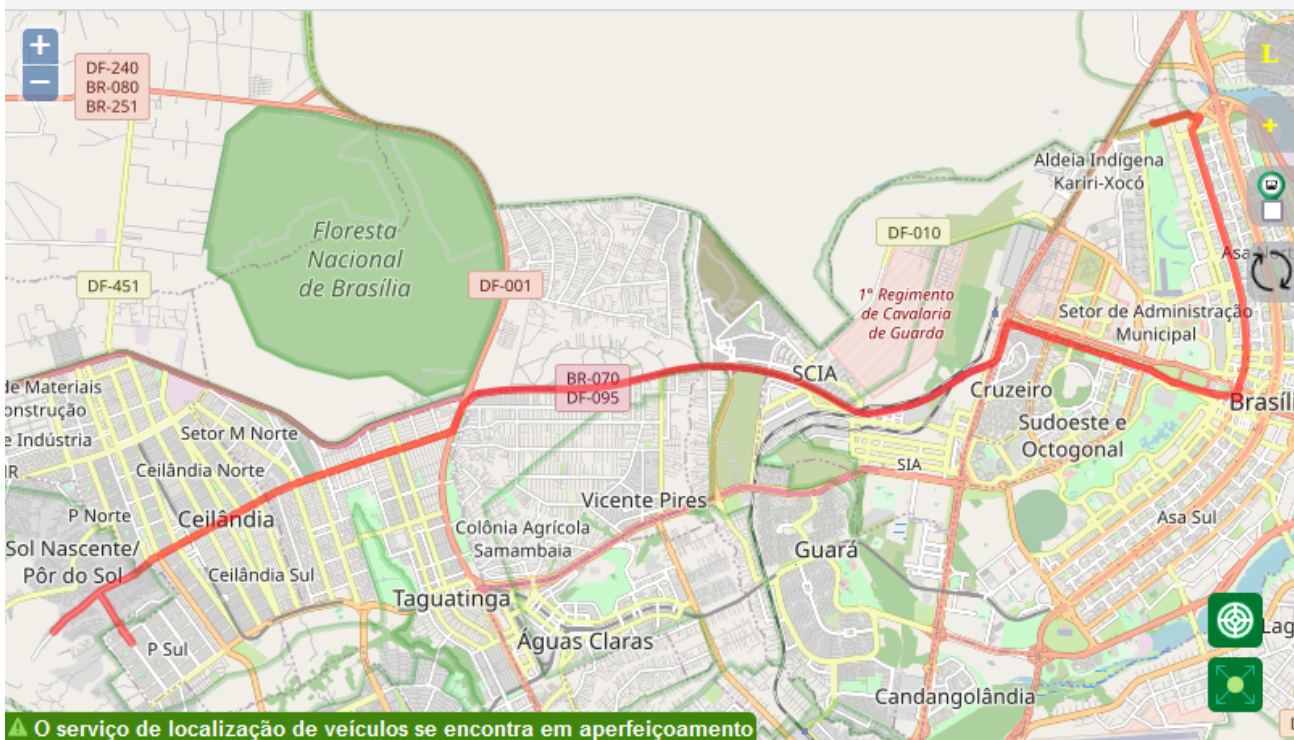 +
−
DF-240
BR-080
BR-251
L
+
Aldeia Indígena
Kariri-Xocó
Floresta
Nacional
de Brasília
DF-010
Asa Nort
DF-451
DF-001
1° Regimento
de Cavalaria
de Guarda
Setor de Administração
Municipal
BR-070
DF-095
SCIA
de Materiais
onstrução
Cruzeiro
Brasíli
e Indústria
Setor M Norte
Sudoeste e
Octogonal
Ceilândia Norte
SIA
Vicente Pires
P Norte
Ceilândia
Asa Sul
Colônia Agrícola
Samambaia
Sol Nascente/
Pôr do Sol
Guará
Ceilândia Sul
Taguatinga
Águas Claras
Lag
P Sul
Candangolândia
O serviço de localização de veículos se encontra em aperfeiçoamento